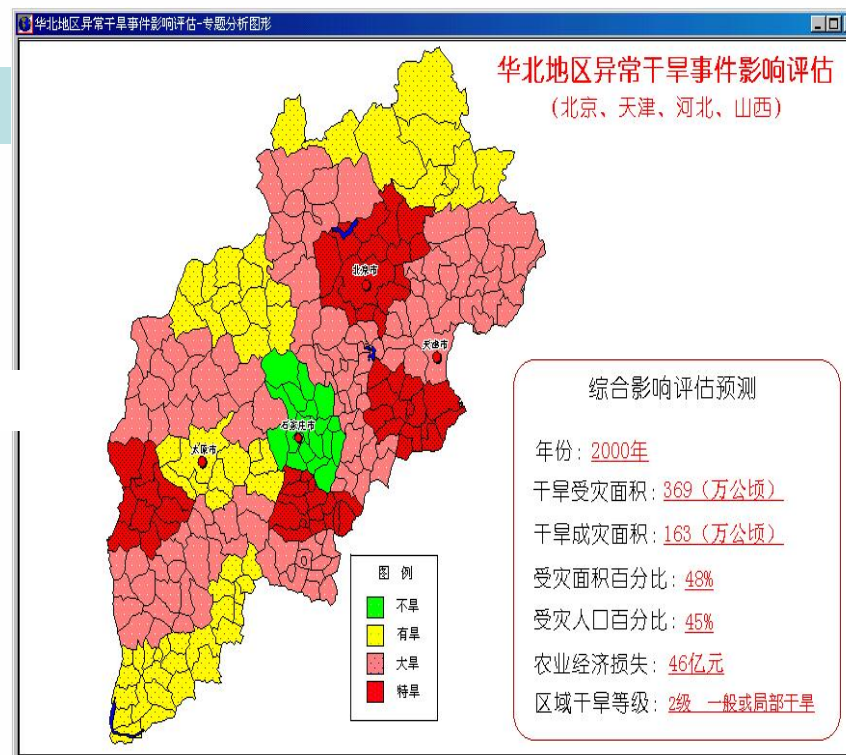 华北地区异常干旱事件影响评估-专题分析图形
华北地区异常干旱事件影响评估
(北京、天津、河北、山西)
北京市
天津市
石家庄市
太原市
综合影响评估预测
年份：2000年
干旱受灾面积：369（万公顷）
干旱成灾面积：163（万公顷）
受灾面积百分比：48%
受灾人口百分比：45%
农业经济损失：46亿元
区域干旱等级：2级 一般或局部干旱
图 例
不旱
有旱
大旱
特旱